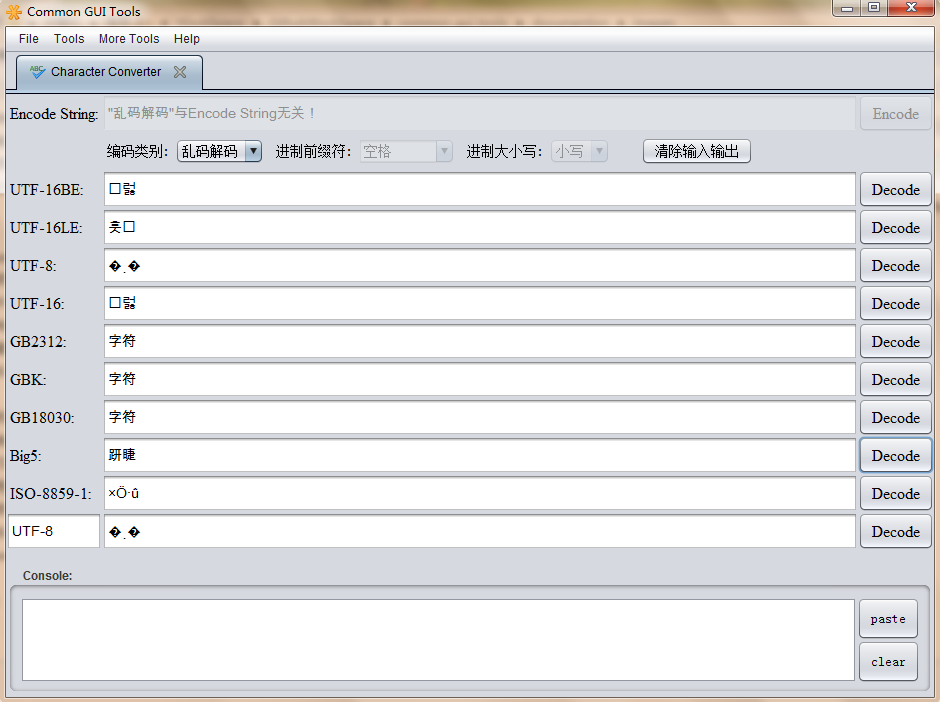 Common GUI Tools
File Tools More Tools Help
ABC Character Converter
Encode String: "乱码解码"与Encode String无关！ Encode
编码类别: 乱码解码 进制前缀符: 空格 进制大小写: 小写 清除输入输出
UTF-16BE: □럻 Decode
UTF-16LE: 훗□ Decode
UTF-8: �ַ� Decode
UTF-16: □럻 Decode
GB2312: 字符 Decode
GBK: 字符 Decode
GB18030: 字符 Decode
Big5: 趼睫 Decode
ISO-8859-1: ×Ö·û Decode
UTF-8 �ַ� Decode
Console:
paste
clear